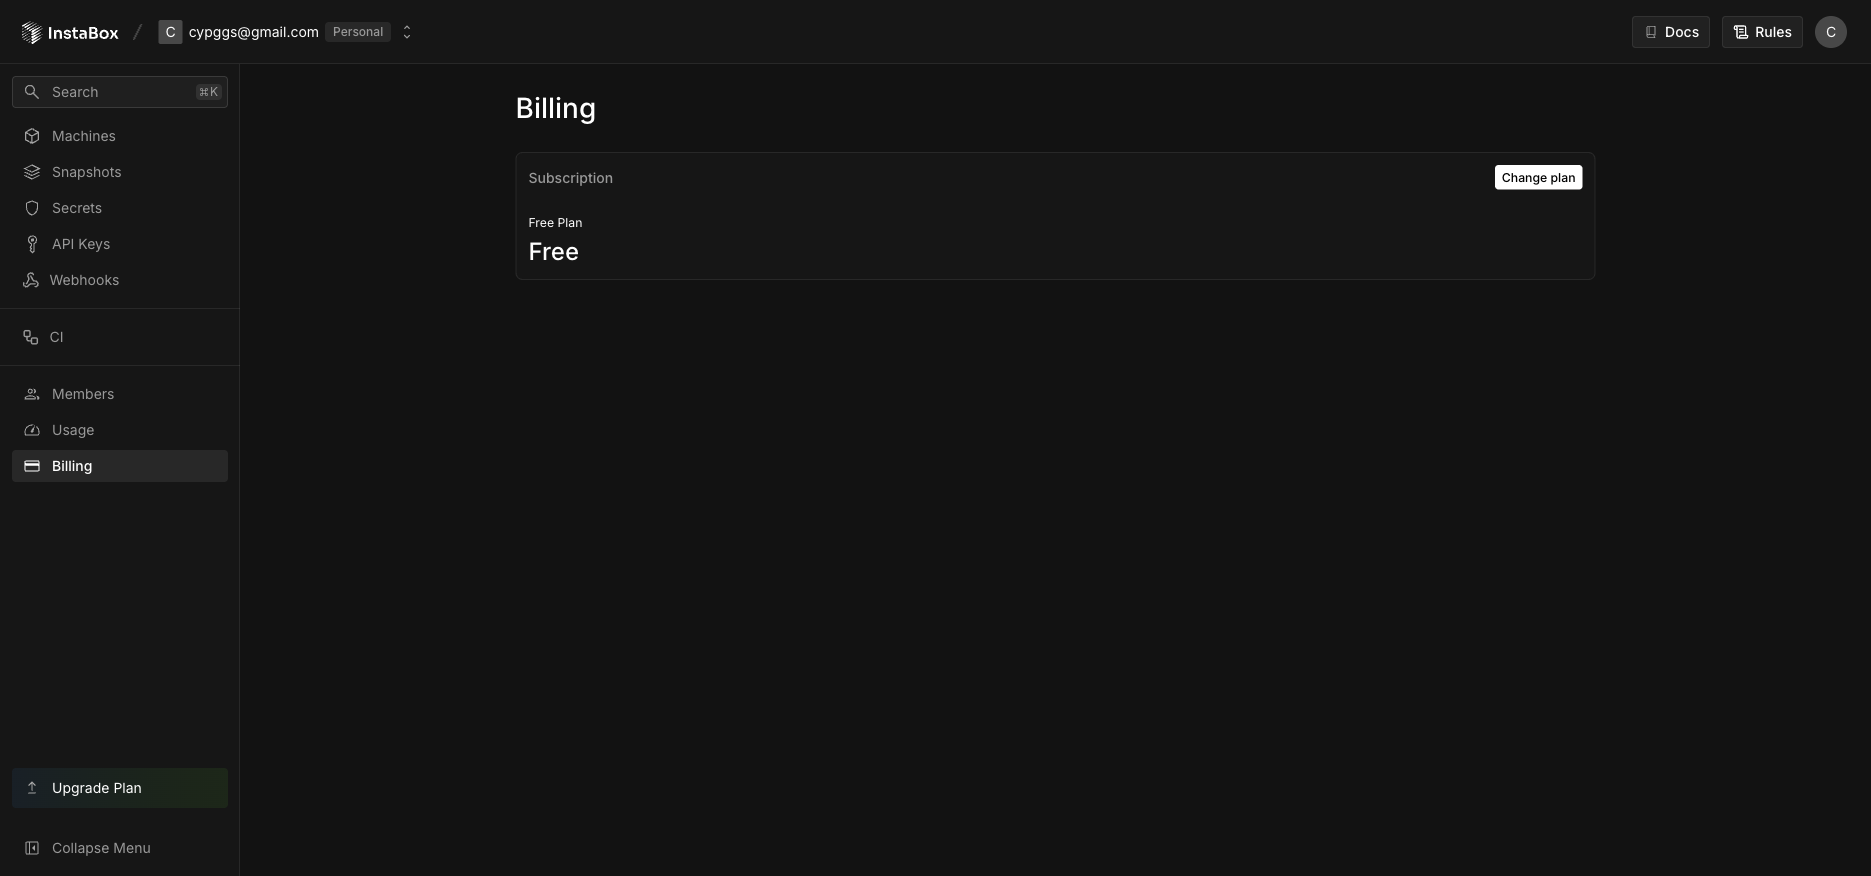 InstaBox / C cypggs@gmail.com Personal
Docs
Rules
C
Search ⌘K
Machines
Snapshots
Secrets
API Keys
Webhooks
CI
Members
Usage
Billing
Upgrade Plan
Collapse Menu
Billing
Subscription
Change plan
Free Plan
Free